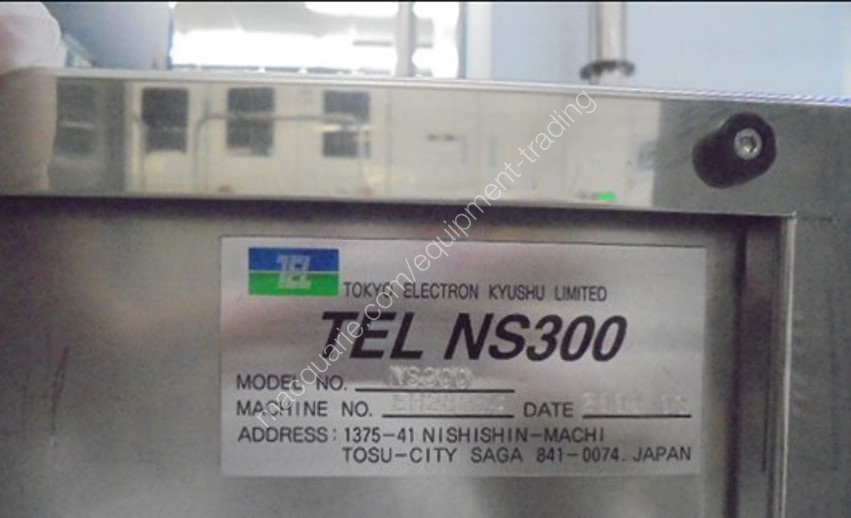 TEL
TOKYO ELECTRON KYUSHU LIMITED
TEL NS300
MODEL NO. NS300
MACHINE NO. DATE
ADDRESS: 1375-41 NISHISHIN-MACHI
TOSU-CITY SAGA 841-0074. JAPAN
macquarie.com/equipment-trading